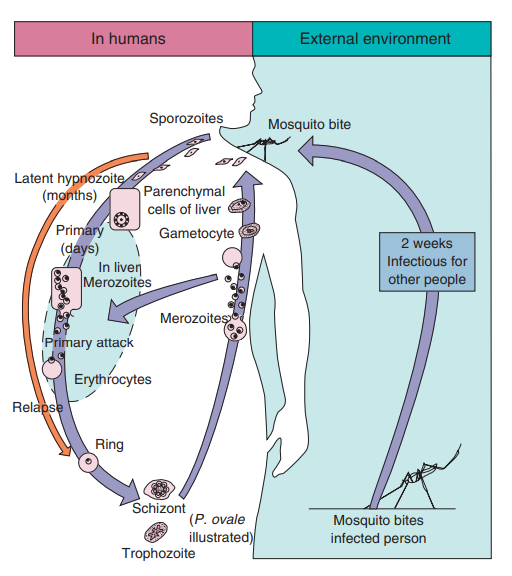 In humans
External environment
Sporozoites
Mosquito bite
Latent hypnozoite
(months)
Parenchymal
cells of liver
Gametocyte
Primary
(days)
In liver
Merozoites
2 weeks
Infectious for
other people
Merozoites
Primary attack
Erythrocytes
Relapse
Ring
Schizont
(P. ovale
illustrated)
Trophozoite
Mosquito bites
infected person